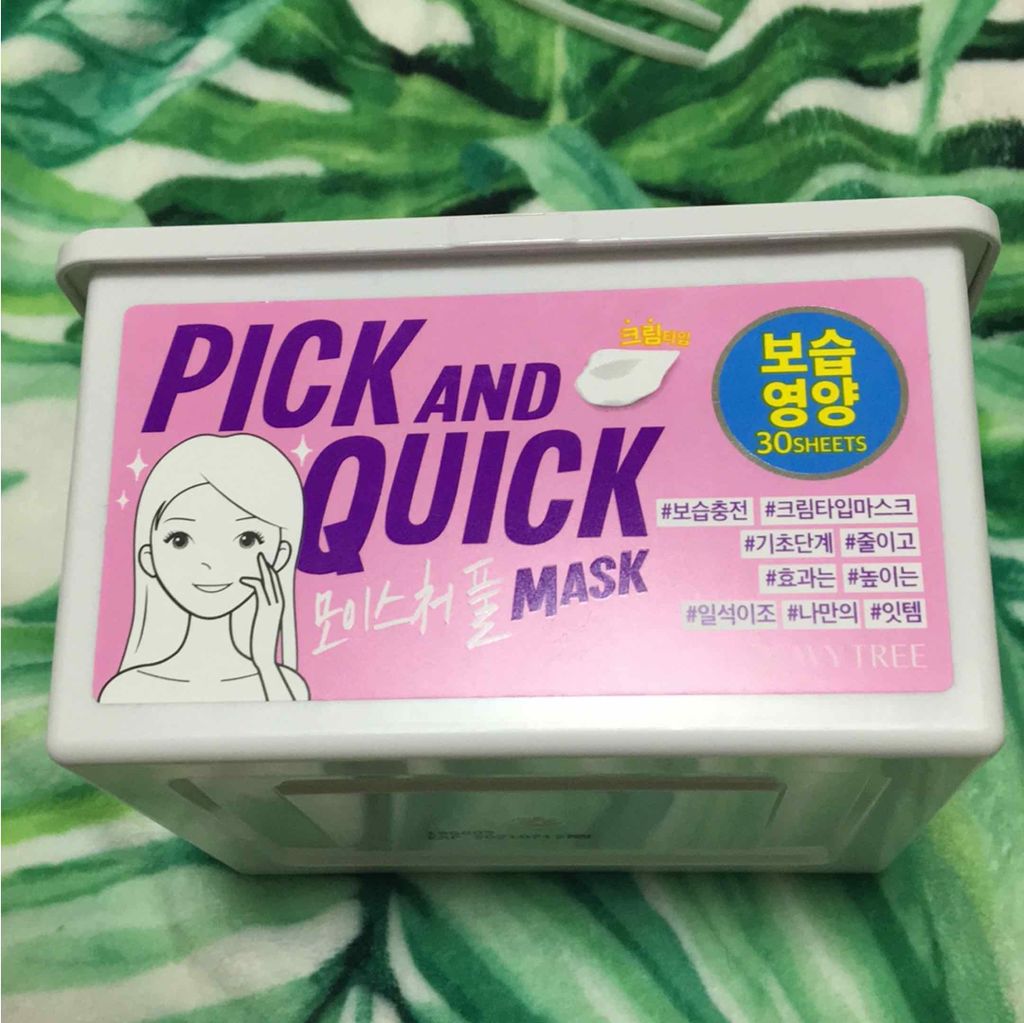 PICK AND
QUICK
모이스처 풀 MASK
크림타입
보습
영양
30SHEETS
#보습충전 #크림타입마스크
#기초단계 #줄이고
#효과는 #높이는
#일석이조 #나만의 #잇템
TREE
EXP